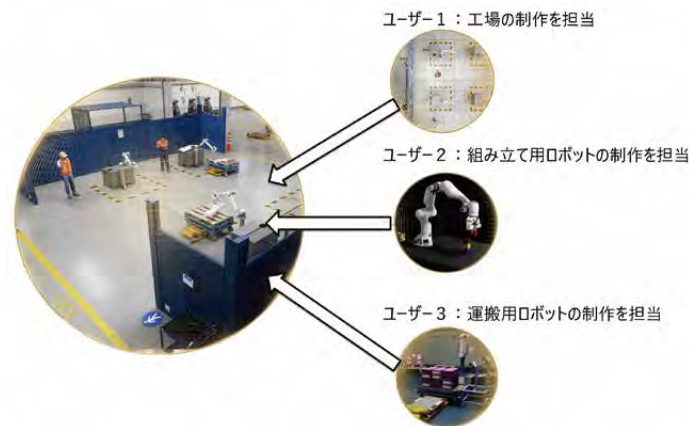 ユーザー1：工場の制作を担当
ユーザー2：組み立て用ロボットの制作を担当
ユーザー3：運搬用ロボットの制作を担当